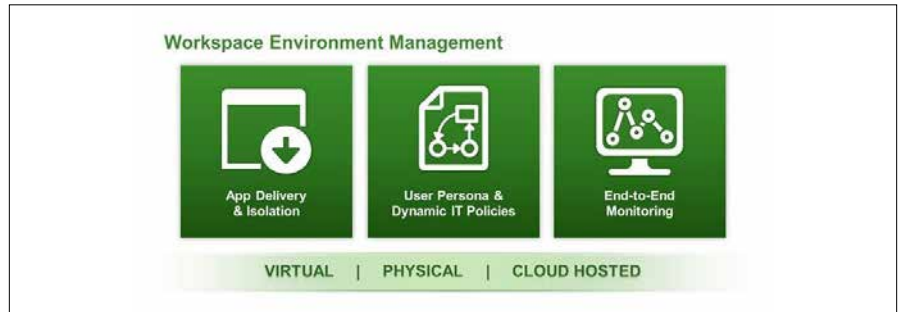 Workspace Environment Management
App Delivery
& Isolation
User Persona &
Dynamic IT Policies
End-to-End
Monitoring
VIRTUAL | PHYSICAL | CLOUD HOSTED